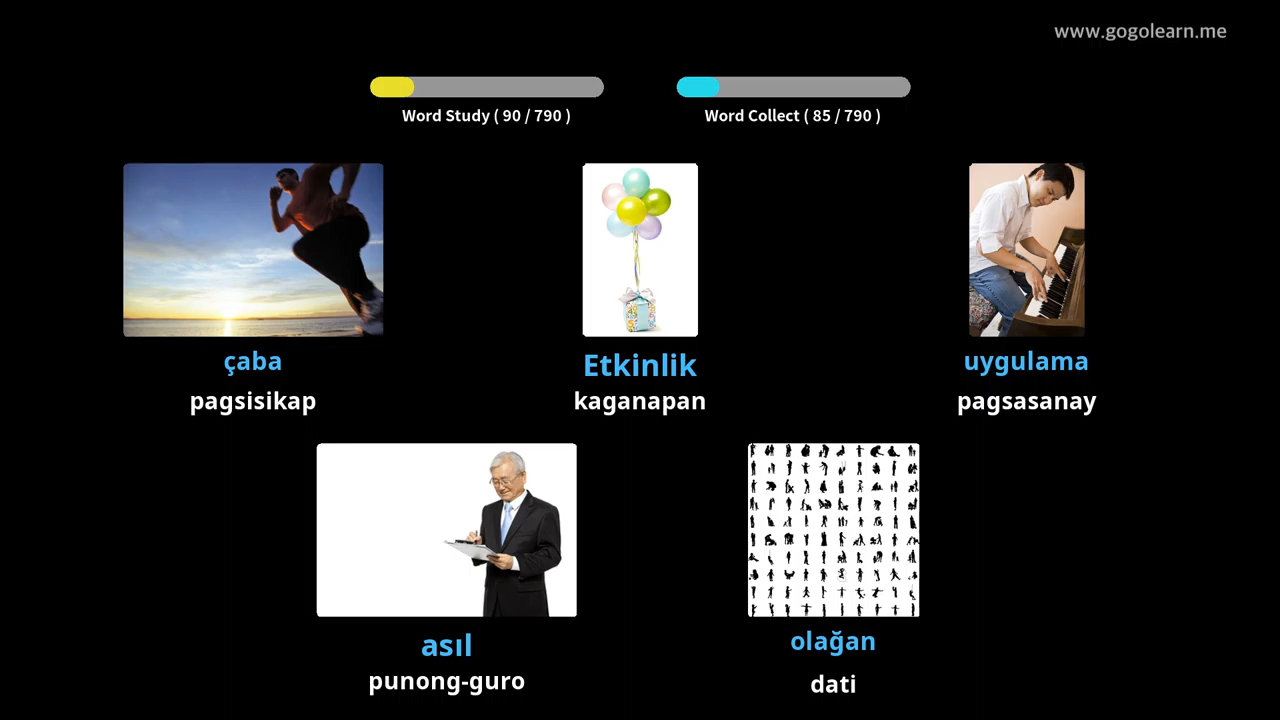 www.gogolearn.me
Word Study ( 90 / 790 )
Word Collect ( 85 / 790 )
çaba
Etkinlik
uygulama
pagsisikap
kaganapan
pagsasanay
asıl
olağan
punong-guro
dati